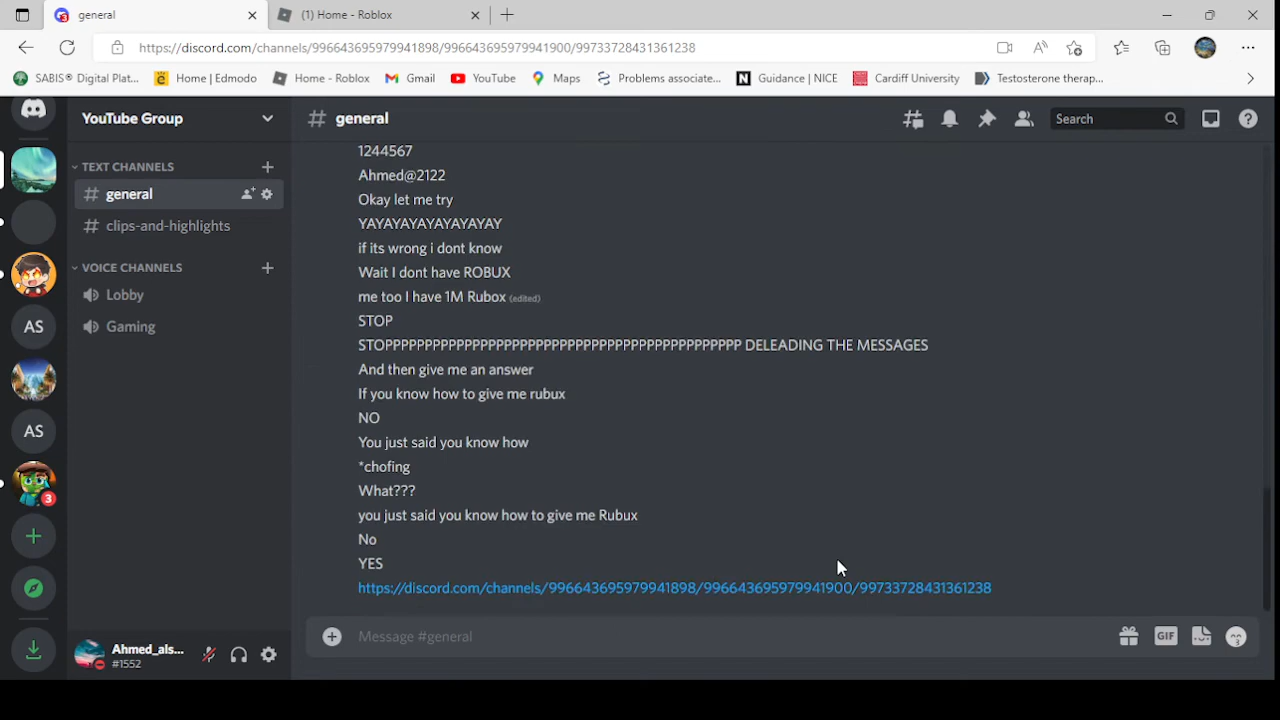 general
(1) Home - Roblox
https://discord.com/channels/996643695979941898/996643695979941900/99733728431361238
SABIS® Digital Plat...
Home | Edmodo
Home - Roblox
Gmail
YouTube
Maps
Problems associate...
Guidance | NICE
Cardiff University
Testosterone therap...
YouTube Group
general
Search
TEXT CHANNELS
general
clips-and-highlights
VOICE CHANNELS
Lobby
Gaming
AS
AS
3
1244567
Ahmed@2122
Okay let me try
YAYAYAYAYAYAYAYAY
if its wrong i dont know
Wait I dont have ROBUX
me too I have 1M Rubox (edited)
STOP
STOPPPPPPPPPPPPPPPPPPPPPPPPPPPPPPPPPPPPPPPPPPPPPP DELEADING THE MESSAGES
And then give me an answer
If you know how to give me rubux
NO
You just said you know how
*chofing
What???
you just said you know how to give me Rubux
No
YES
https://discord.com/channels/996643695979941898/996643695979941900/99733728431361238
Message #general
GIF
Ahmed_als...
#1552